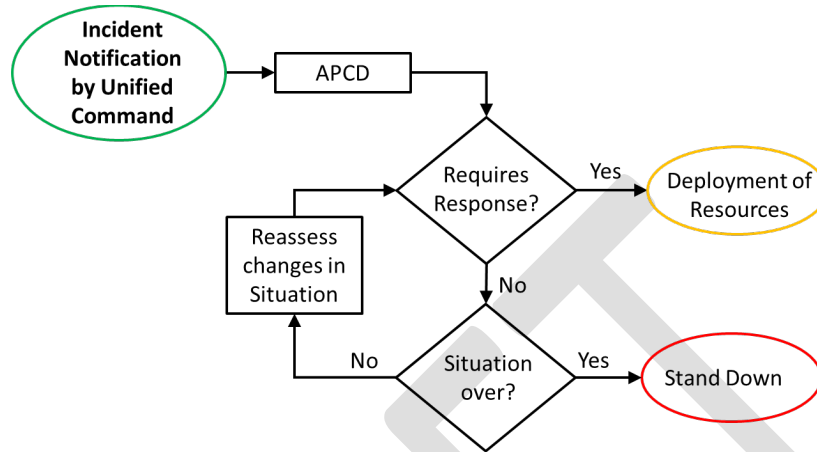 Incident
Notification
by Unified
Command
APCD
Requires
Response?
Yes
Deployment of
Resources
Reassess
changes in
Situation
No
No
Situation
over?
Yes
Stand Down